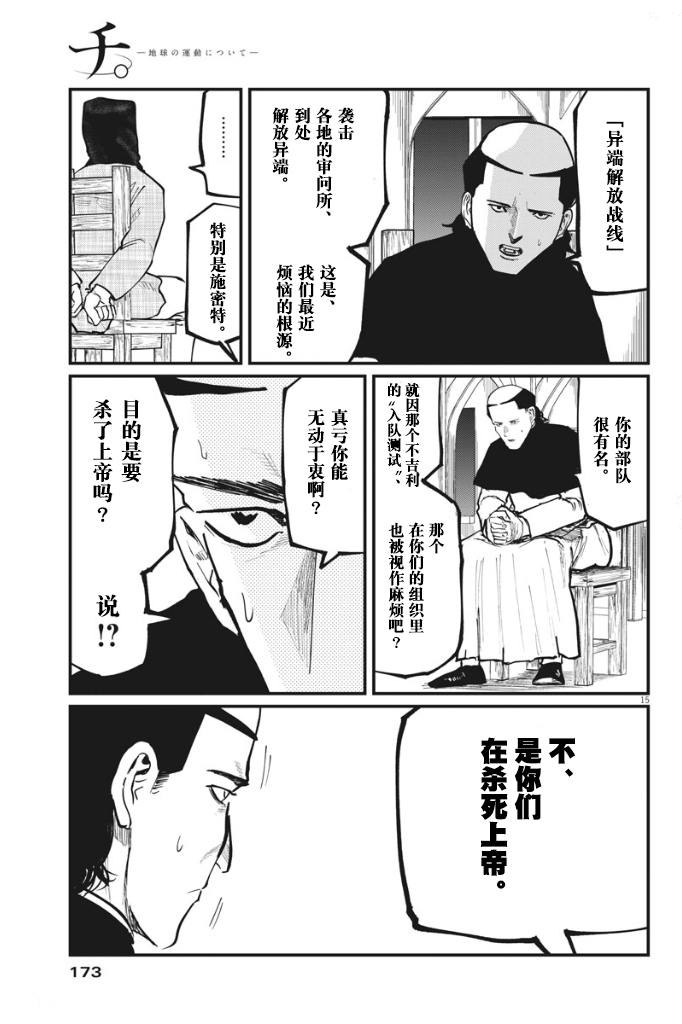 チ。
―地球の運動について―
「异端解放战线」
袭击
各地的审问所、
到处
解放异端。
这是、
我们最近
烦恼的根源。
………
特别是施密特。
你的部队
很有名。
就因那个不吉利
的“入队测试”、
那个
在你们的组织里
也被视作麻烦吧？
真亏你能
无动于衷啊？
目的是要
杀了上帝吗？
说!?
15
不、
是你们
在杀死上帝。
173